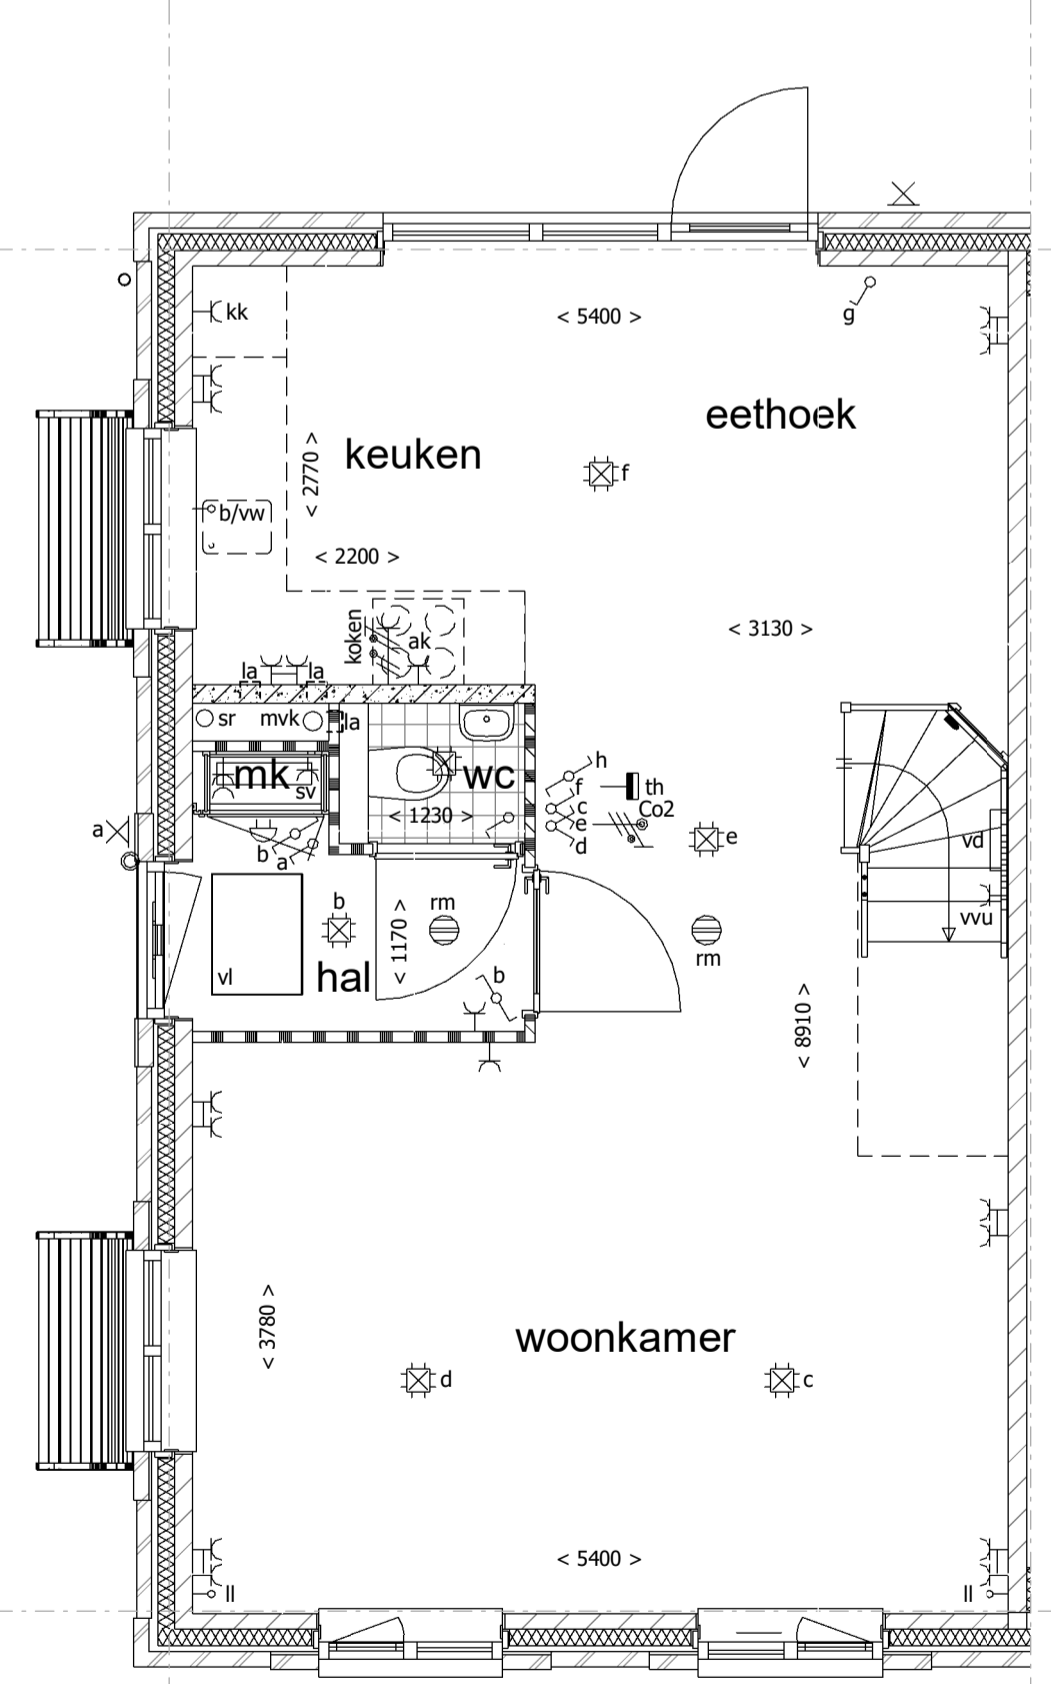 kk
< 5400 >
g
eethoek
keuken
< 2770 >
f
b/vw
< 2200 >
koken
ak
< 3130 >
la
la
sr
mvk
la
mk
sv
wc
< 1230 >
h
f
c
e
d
th
Co2
e
a
b
a
vd
vvu
b
rm
< 1170 >
rm
vl
hal
b
< 8910 >
< 3780 >
woonkamer
d
c
< 5400 >
ll
ll